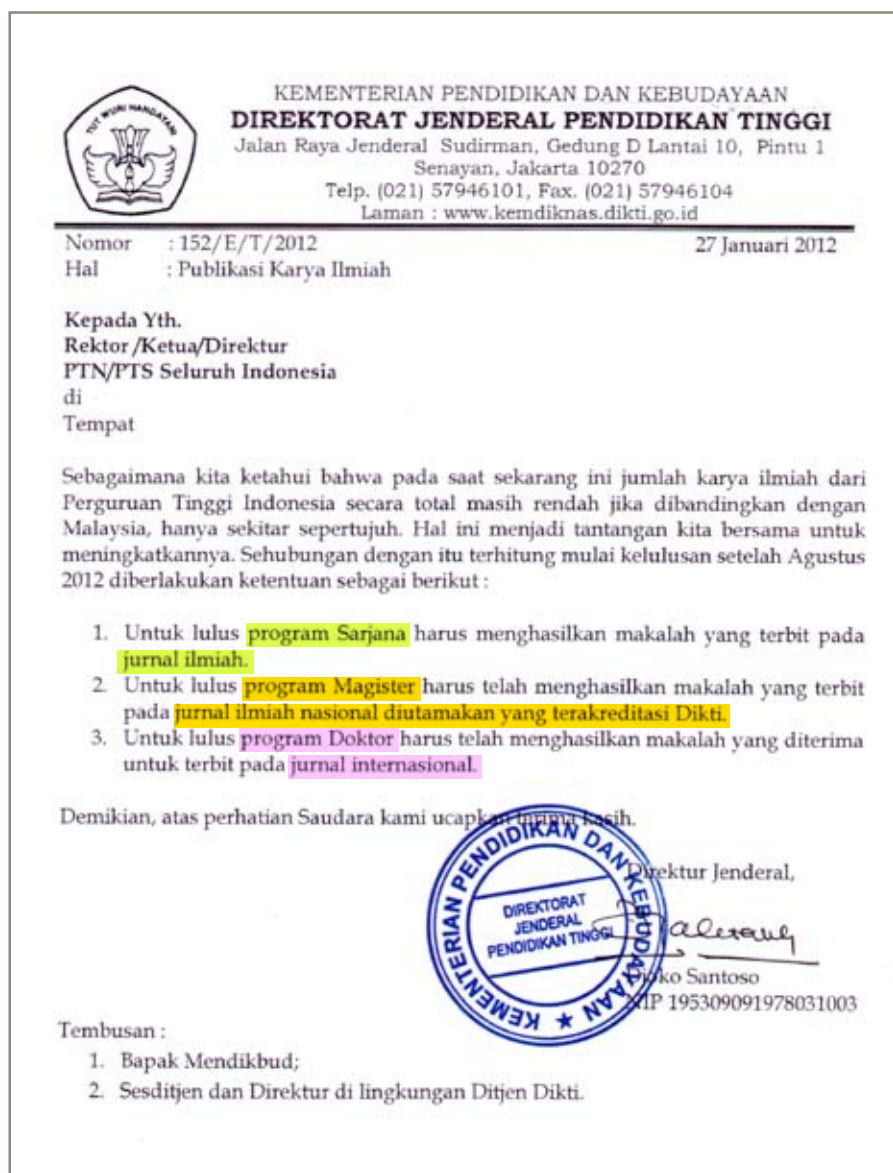 TUT WURI HANDAYANI
KEMENTERIAN PENDIDIKAN DAN KEBUDAYAAN
DIREKTORAT JENDERAL PENDIDIKAN TINGGI
Jalan Raya Jenderal Sudirman, Gedung D Lantai 10, Pintu 1
Senayan, Jakarta 10270
Telp. (021) 57946101, Fax. (021) 57946104
Laman : www.kemdiknas.dikti.go.id
Nomor : 152/E/T/2012 27 Januari 2012
Hal : Publikasi Karya Ilmiah
Kepada Yth.
Rektor/Ketua/Direktur
PTN/PTS Seluruh Indonesia
di
Tempat
Sebagaimana kita ketahui bahwa pada saat sekarang ini jumlah karya ilmiah dari
Perguruan Tinggi Indonesia secara total masih rendah jika dibandingkan dengan
Malaysia, hanya sekitar sepertujuh. Hal ini menjadi tantangan kita bersama untuk
meningkatkannya. Sehubungan dengan itu terhitung mulai kelulusan setelah Agustus
2012 diberlakukan ketentuan sebagai berikut :
1. Untuk lulus program Sarjana harus menghasilkan makalah yang terbit pada
jurnal ilmiah.
2. Untuk lulus program Magister harus telah menghasilkan makalah yang terbit
pada jurnal ilmiah nasional diutamakan yang terakreditasi Dikti.
3. Untuk lulus program Doktor harus telah menghasilkan makalah yang diterima
untuk terbit pada jurnal internasional.
Demikian, atas perhatian Saudara kami ucapkan terima kasih.
Direktur Jenderal,
KEMENTERIAN PENDIDIKAN DAN KEBUDAYAAN
DIREKTORAT
JENDERAL
PENDIDIKAN TINGGI
Djoko Santoso
NIP 195309091978031003
Tembusan :
1. Bapak Mendikbud;
2. Sesditjen dan Direktur di lingkungan Ditjen Dikti.